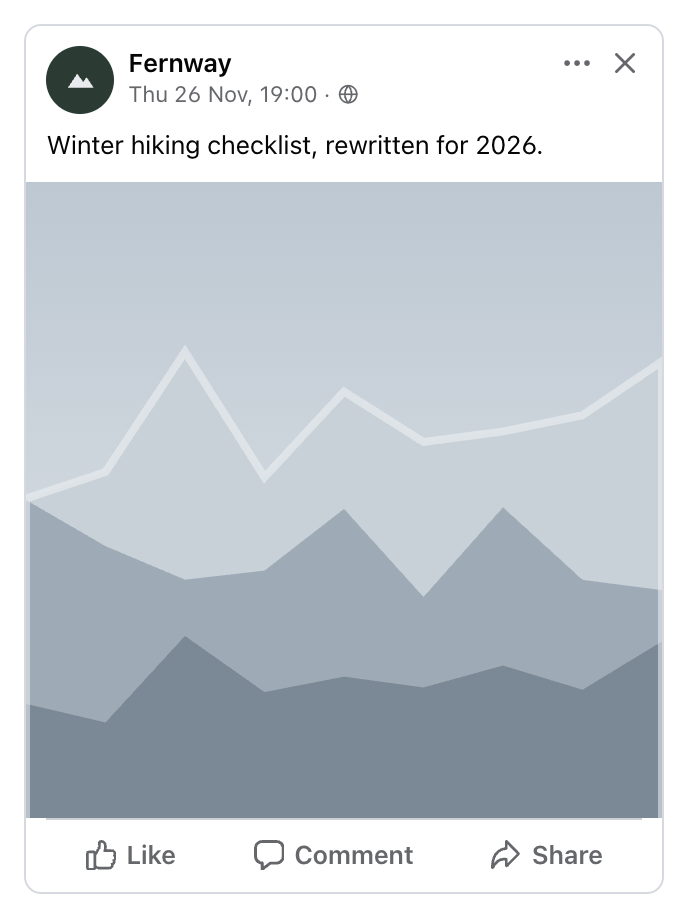 Fernway
Thu 26 Nov, 19:00 ·
Winter hiking checklist, rewritten for 2026.
Like
Comment
Share